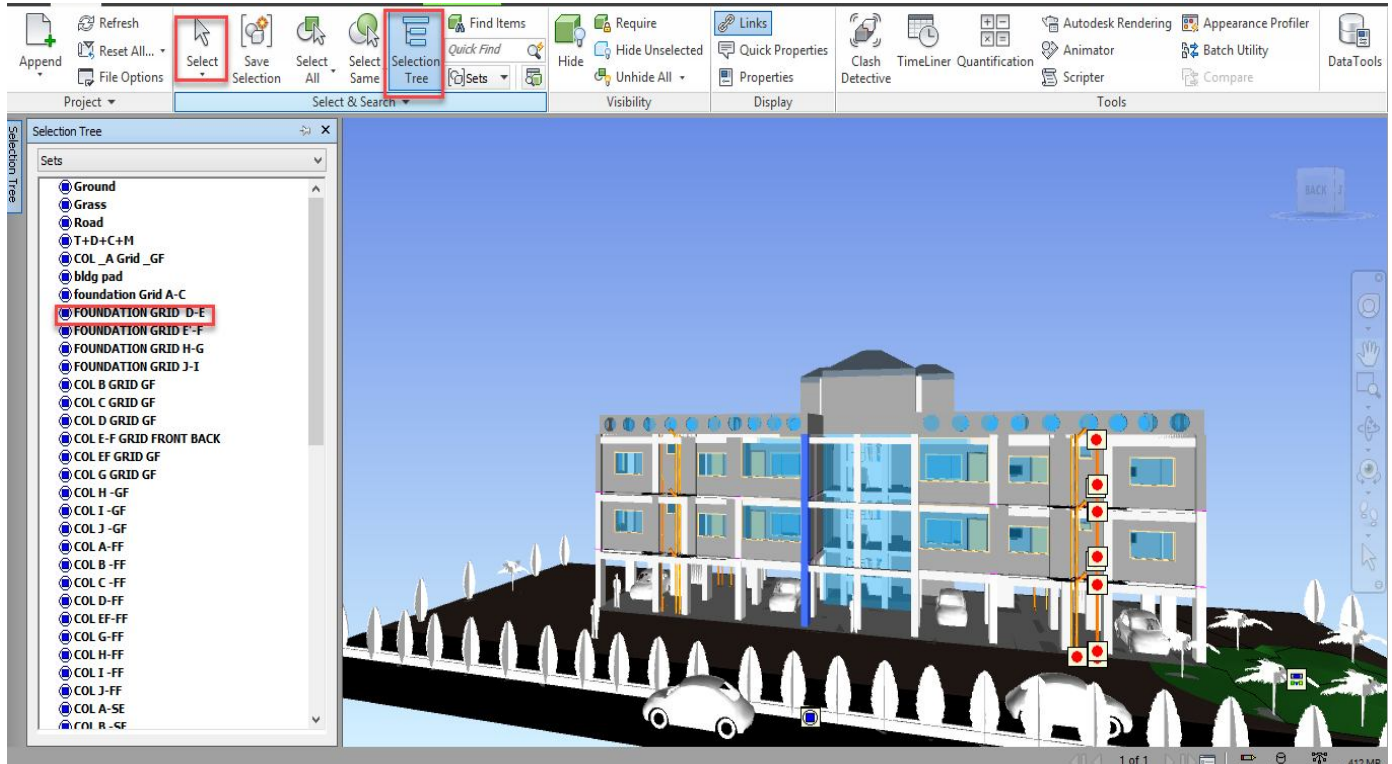 Append
Refresh
Reset All...
File Options
Project
Select
Save Selection
Select All
Select Same
Selection Tree
Find Items
Quick Find
Sets
Select & Search
Hide
Require
Hide Unselected
Unhide All
Visibility
Links
Quick Properties
Properties
Display
Clash Detective
TimeLiner
Quantification
Autodesk Rendering
Animator
Scripter
Appearance Profiler
Batch Utility
Compare
Tools
DataTools
Selection Tree
Selection Tree
Sets
Ground
Grass
Road
T+D+C+M
COL _A Grid _GF
bldg pad
foundation Grid A-C
FOUNDATION GRID D-E
FOUNDATION GRID E'-F
FOUNDATION GRID H-G
FOUNDATION GRID J-I
COL B GRID GF
COL C GRID GF
COL D GRID GF
COL E-F GRID FRONT BACK
COL EF GRID GF
COL G GRID GF
COL H -GF
COL I -GF
COL J -GF
COL A-FF
COL B -FF
COL C -FF
COL D-FF
COL EF-FF
COL G-FF
COL H-FF
COL I -FF
COL J-FF
COL A-SE
COL B -SE
BACK
1 of 1